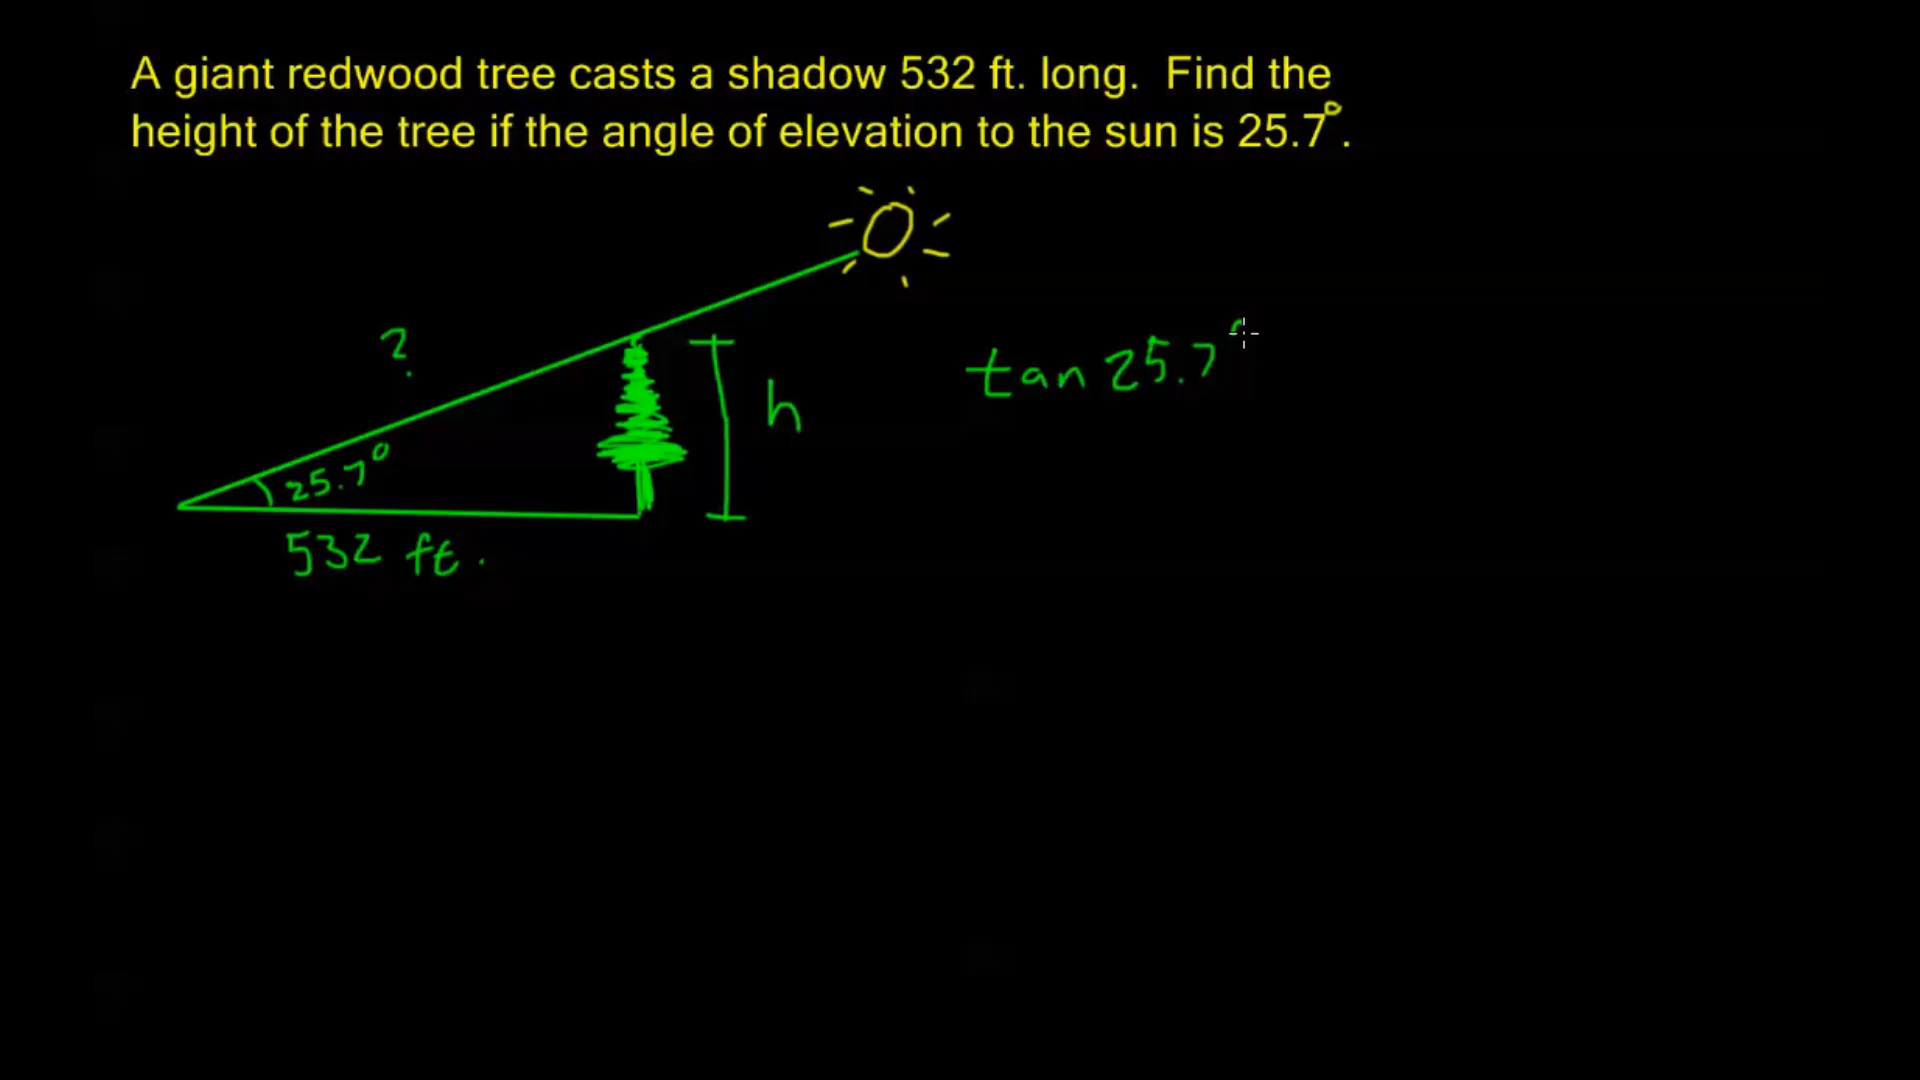 A giant redwood tree casts a shadow 532 ft. long. Find the
height of the tree if the angle of elevation to the sun is 25.7°.
?
h
tan 25.7°
25.7°
532 ft.